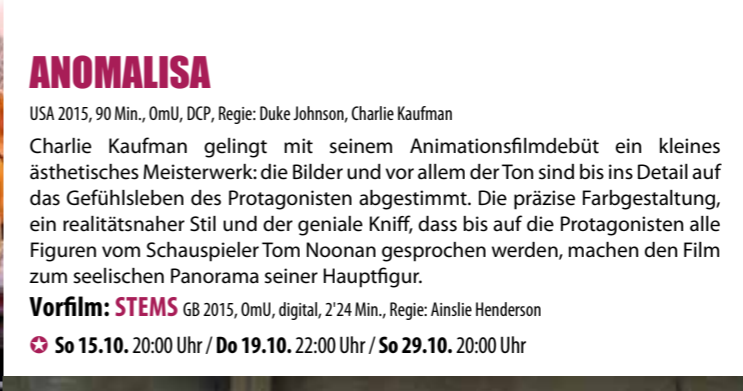 ANOMALISA
USA 2015, 90 Min., OmU, DCP, Regie: Duke Johnson, Charlie Kaufman
Charlie Kaufman gelingt mit seinem Animationsfilmdebüt ein kleines
ästhetisches Meisterwerk: die Bilder und vor allem der Ton sind bis ins Detail auf
das Gefühlsleben des Protagonisten abgestimmt. Die präzise Farbgestaltung,
ein realitätsnaher Stil und der geniale Kniff, dass bis auf die Protagonisten alle
Figuren vom Schauspieler Tom Noonan gesprochen werden, machen den Film
zum seelischen Panorama seiner Hauptfigur.
Vorfilm: STEMS GB 2015, OmU, digital, 2'24 Min., Regie: Ainslie Henderson
✪ So 15.10. 20:00 Uhr / Do 19.10. 22:00 Uhr / So 29.10. 20:00 Uhr